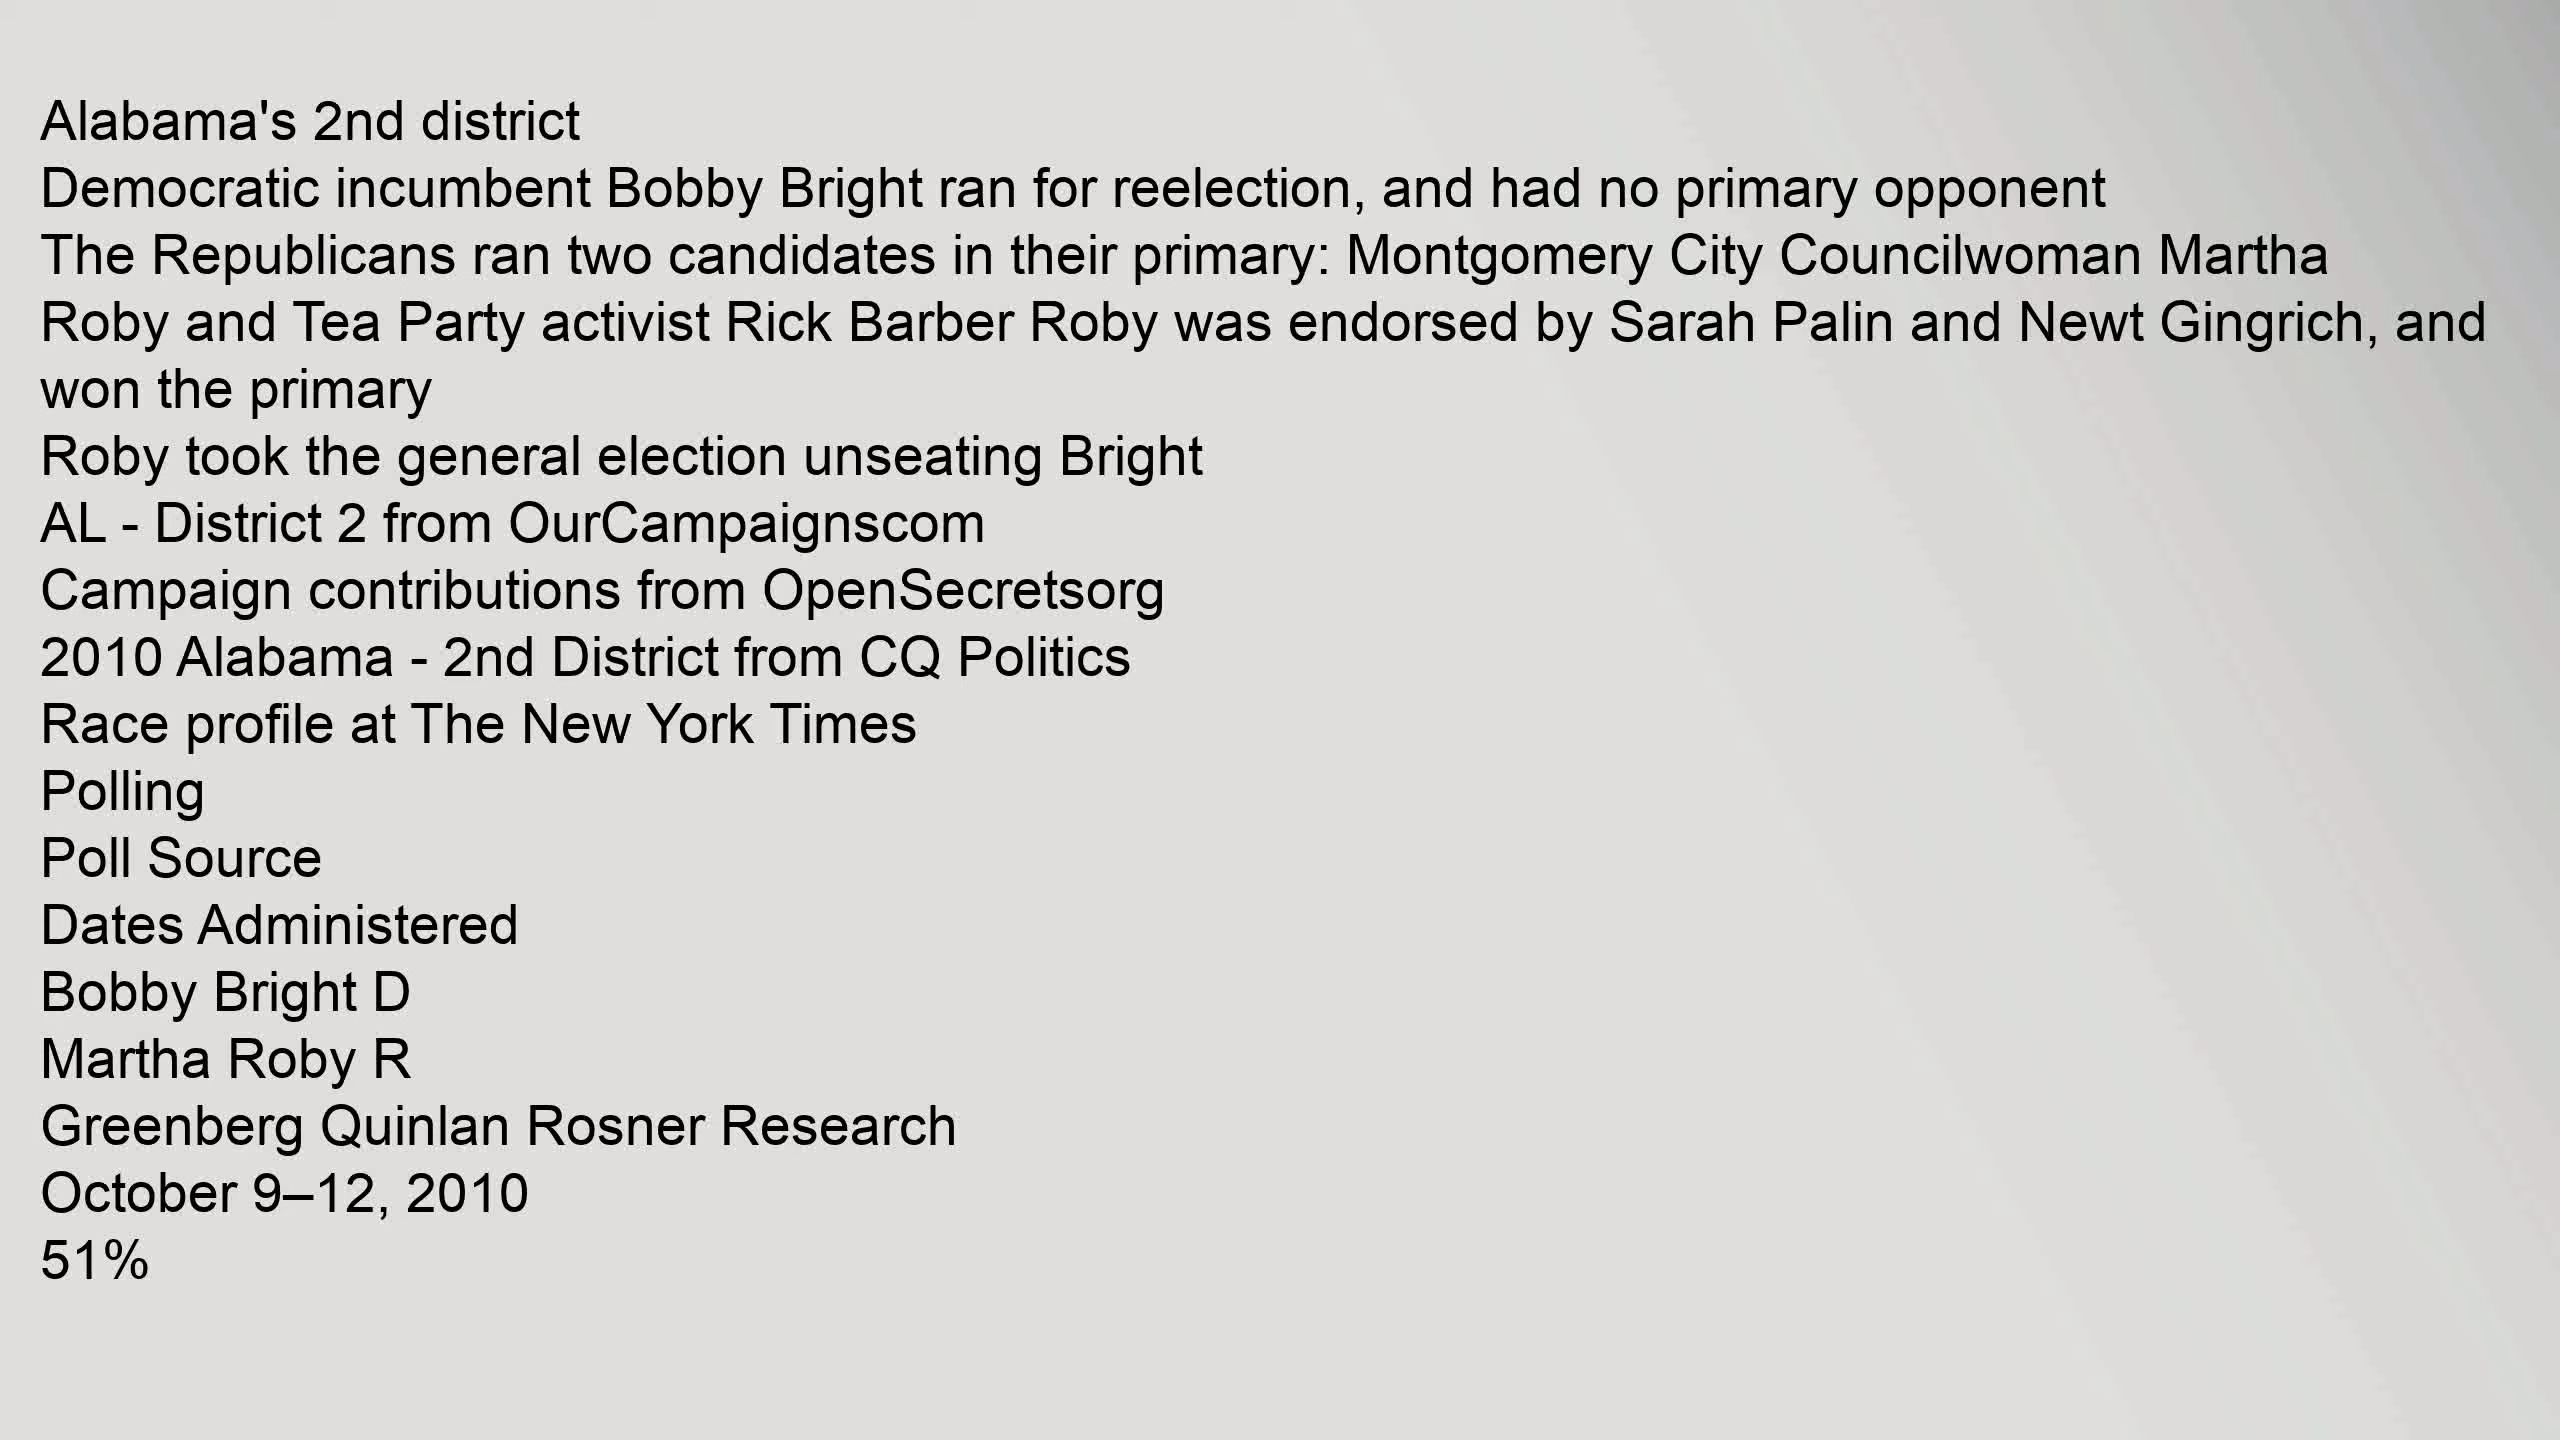 Alabama's 2nd district
Democratic incumbent Bobby Bright ran for reelection, and had no primary opponent
The Republicans ran two candidates in their primary: Montgomery City Councilwoman Martha
Roby and Tea Party activist Rick Barber Roby was endorsed by Sarah Palin and Newt Gingrich, and
won the primary
Roby took the general election unseating Bright
AL - District 2 from OurCampaignscom
Campaign contributions from OpenSecretsorg
2010 Alabama - 2nd District from CQ Politics
Race profile at The New York Times
Polling
Poll Source
Dates Administered
Bobby Bright D
Martha Roby R
Greenberg Quinlan Rosner Research
October 9–12, 2010
51%